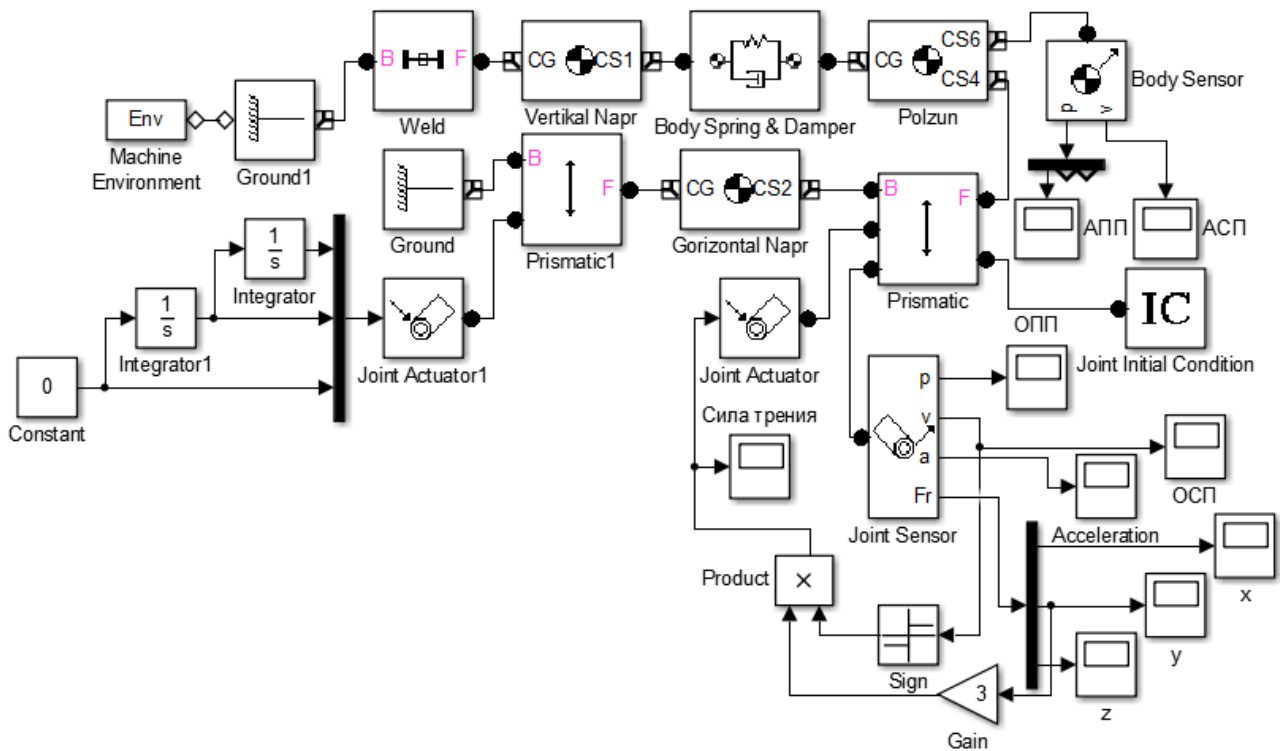 Env
Machine
Environment
Ground1
B
F
Weld
CG
CS1
Vertikal Napr
Body Spring & Damper
CG
CS6
CS4
Polzun
p
v
Body Sensor
АПП
АСП
Ground
B
F
Prismatic1
CG
CS2
Gorizontal Napr
B
F
Prismatic
IC
Joint Initial Condition
1
s
Integrator
1
s
Integrator1
0
Constant
Joint Actuator1
Joint Actuator
Сила трения
ОПП
p
v
a
Fr
Joint Sensor
ОСП
Acceleration
x
y
z
Product
×
Sign
3
Gain